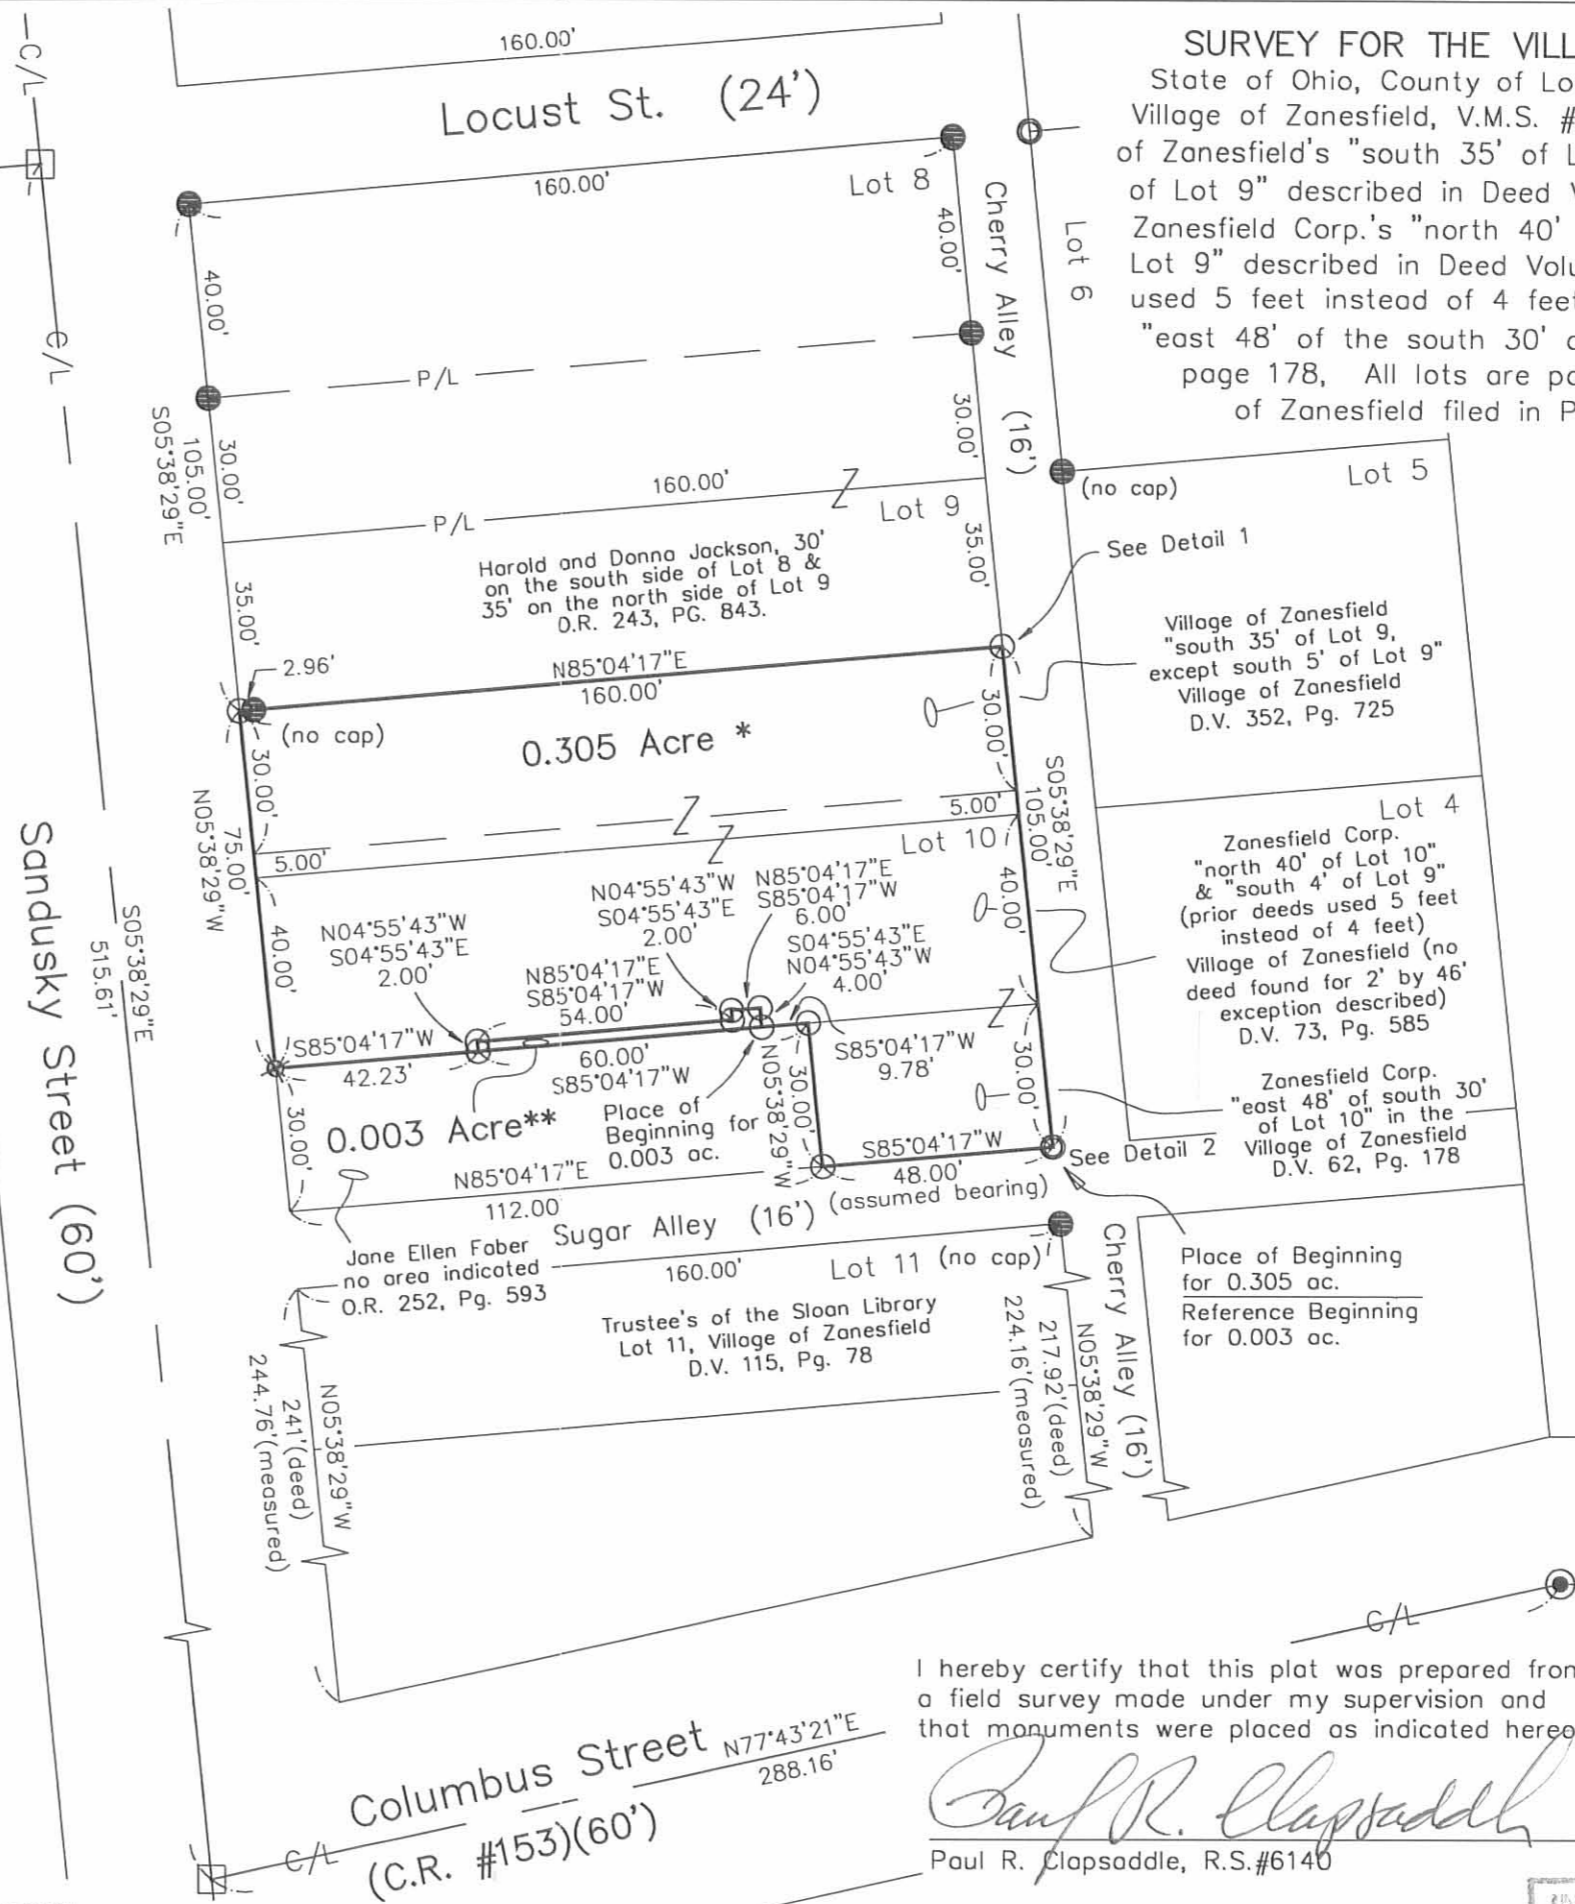 SURVEY FOR THE VILL
State of Ohio, County of Lo
Village of Zanesfield, V.M.S. #
of Zanesfield's "south 35' of L
of Lot 9" described in Deed V
Zanesfield Corp.'s "north 40'
Lot 9" described in Deed Volu
used 5 feet instead of 4 feet
"east 48' of the south 30' o
page 178, All lots are pa
of Zanesfield filed in P
C/L
160.00'
Locust St. (24')
160.00'
Lot 8
40.00'
40.00'
Cherry Alley (16')
Lot 6
C/L
P/L
S05°38'29"E
105.00'
30.00'
30.00'
160.00'
P/L
Lot 9
(no cap)
Lot 5
35.00'
35.00'
Harold and Donna Jackson, 30'
on the south side of Lot 8 &
35' on the north side of Lot 9
O.R. 243, PG. 843.
See Detail 1
2.96'
N85°04'17"E
160.00'
(no cap)
0.305 Acre *
30.00'
30.00'
Village of Zanesfield
"south 35' of Lot 9,
except south 5' of Lot 9"
Village of Zanesfield
D.V. 352, Pg. 725
N05°38'29"W
75.00'
S05°38'29"E
105.00'
5.00'
5.00'
Lot 10
Lot 4
Zanesfield Corp.
"north 40' of Lot 10"
& "south 4' of Lot 9"
(prior deeds used 5 feet
instead of 4 feet)
Village of Zanesfield (no
deed found for 2' by 46'
exception described)
D.V. 73, Pg. 585
Sandusky Street (60')
S05°38'29"E
515.61'
40.00'
40.00'
N04°55'43"W
S04°55'43"E
2.00'
N04°55'43"W
S04°55'43"E
2.00'
N85°04'17"E
S85°04'17"W
6.00'
N85°04'17"E
S85°04'17"W
54.00'
S04°55'43"E
N04°55'43"W
4.00'
S85°04'17"W
42.23'
60.00'
S85°04'17"W
S85°04'17"W
9.78'
30.00'
30.00'
30.00'
N05°38'29"W
0.003 Acre**
Place of
Beginning for
0.003 ac.
Zanesfield Corp.
"east 48' of south 30'
of Lot 10" in the
Village of Zanesfield
D.V. 62, Pg. 178
S85°04'17"W
48.00'
(assumed bearing)
See Detail 2
N85°04'17"E
112.00'
Sugar Alley (16')
Jane Ellen Faber
no area indicated
O.R. 252, Pg. 593
160.00'
Lot 11 (no cap)
Trustee's of the Sloan Library
Lot 11, Village of Zanesfield
D.V. 115, Pg. 78
Place of Beginning
for 0.305 ac.
Reference Beginning
for 0.003 ac.
Cherry Alley (16')
N05°38'29"W
217.92'(deed)
224.16'(measured)
N05°38'29"W
241'(deed)
244.76'(measured)
C/L
Columbus Street
(C.R. #153)(60')
N77°43'21"E
288.16'
C/L
I hereby certify that this plat was prepared from
a field survey made under my supervision and
that monuments were placed as indicated hereo
Paul R. Clapsaddle
Paul R. Clapsaddle, R.S.#6140